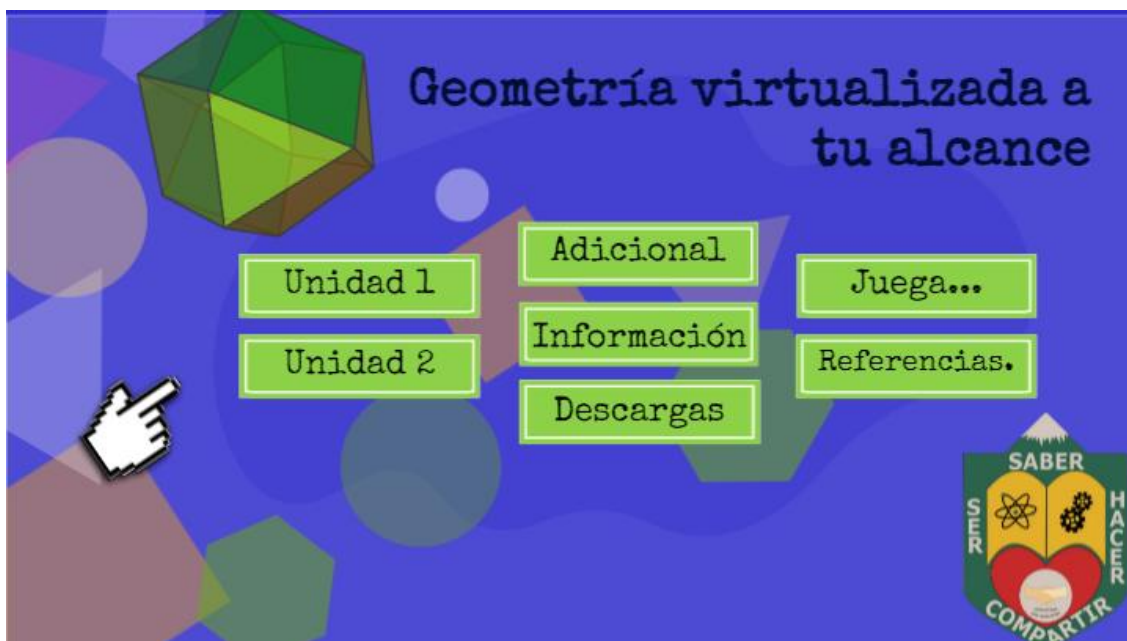 Geometría virtualizada a
tu alcance
Unidad 1
Unidad 2
Adicional
Información
Descargas
Juega...
Referencias.
SABER
SER
HACER
COMPARTIR